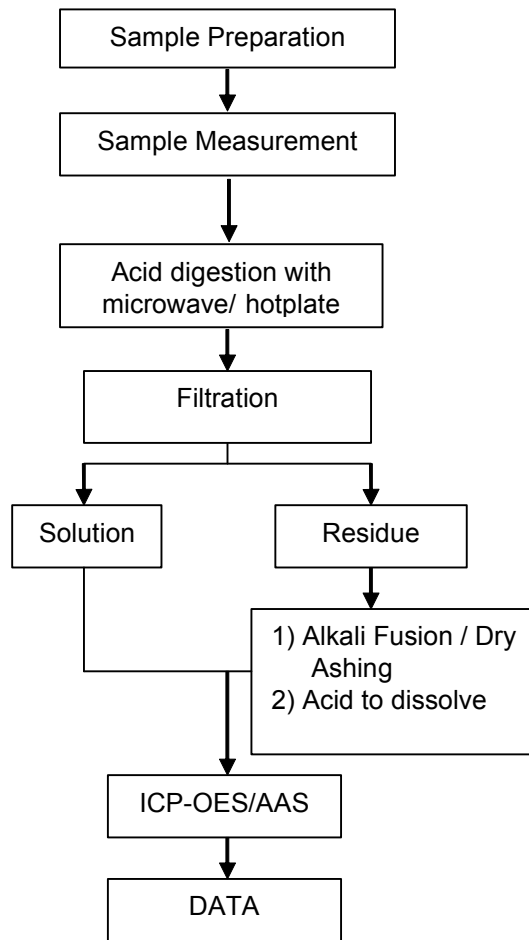 Sample Preparation
Sample Measurement
Acid digestion with
microwave/ hotplate
Filtration
Solution
Residue
1) Alkali Fusion / Dry
Ashing
2) Acid to dissolve
ICP-OES/AAS
DATA